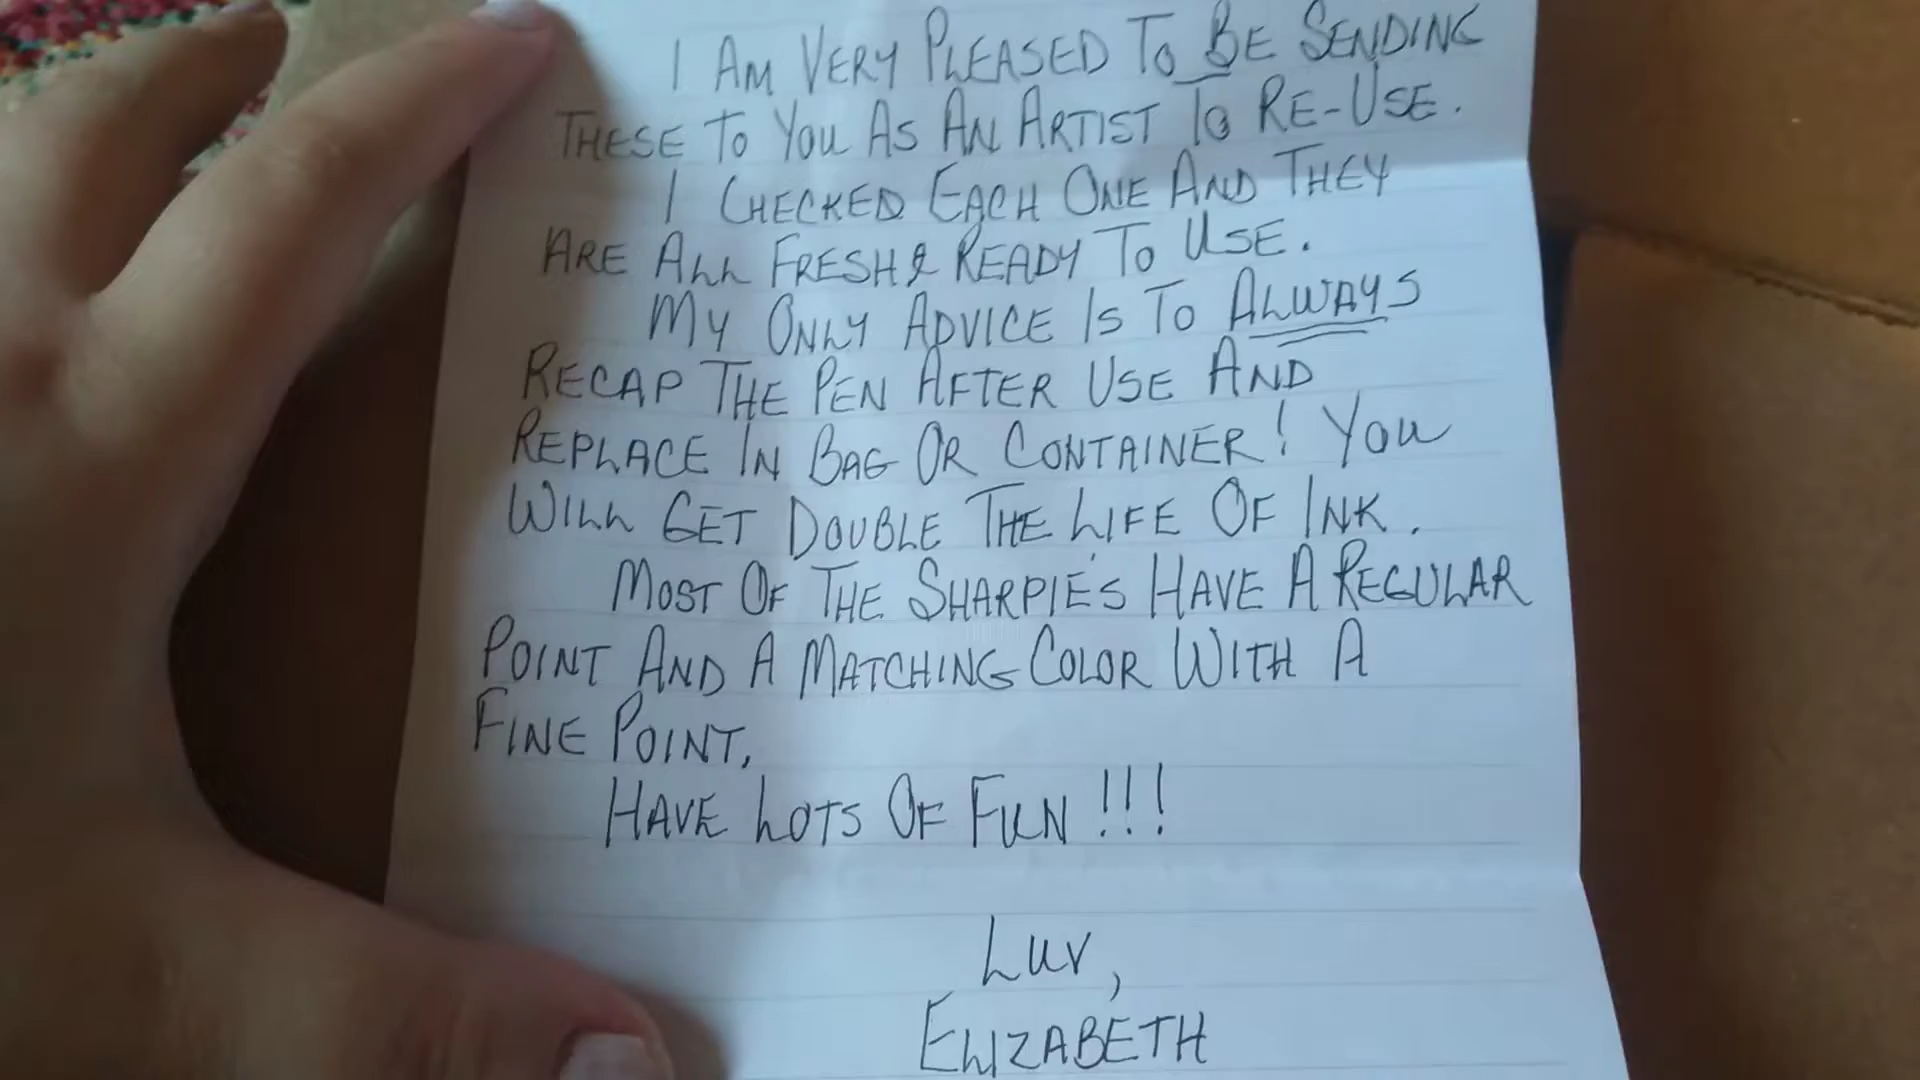 I AM VERY PLEASED TO BE SENDING
THESE TO YOU AS AN ARTIST TO RE-USE.
I CHECKED EACH ONE AND THEY
ARE ALL FRESH & READY TO USE.
MY ONLY ADVICE IS TO ALWAYS
RECAP THE PEN AFTER USE AND
REPLACE IN BAG OR CONTAINER! YOU
WILL GET DOUBLE THE LIFE OF INK.
MOST OF THE SHARPIE'S HAVE A REGULAR
POINT AND A MATCHING COLOR WITH A
FINE POINT.
HAVE LOTS OF FUN!!!
LUV,
ELIZABETH